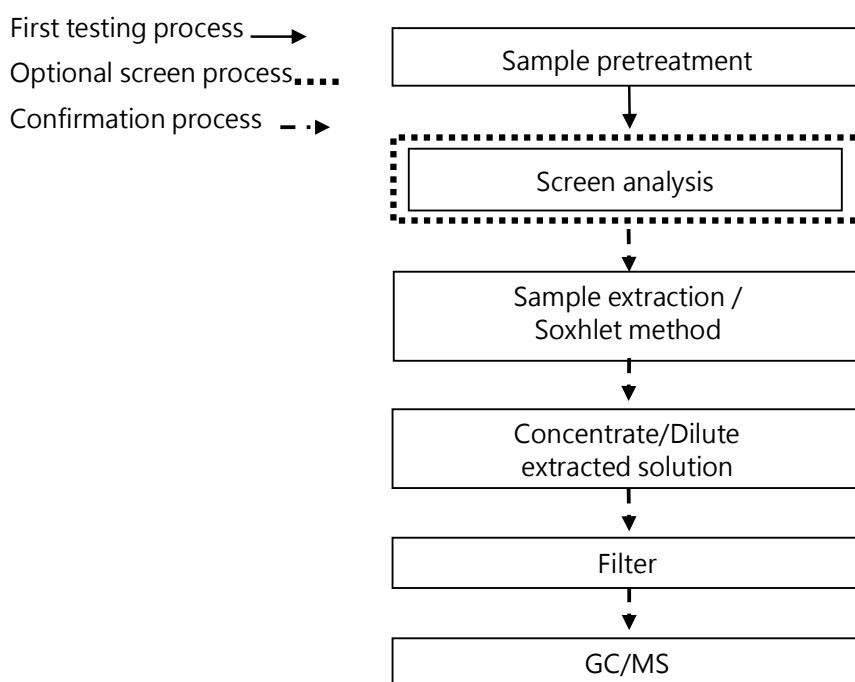 First testing process
Optional screen process
Confirmation process
Sample pretreatment
Screen analysis
Sample extraction /
Soxhlet method
Concentrate/Dilute
extracted solution
Filter
GC/MS